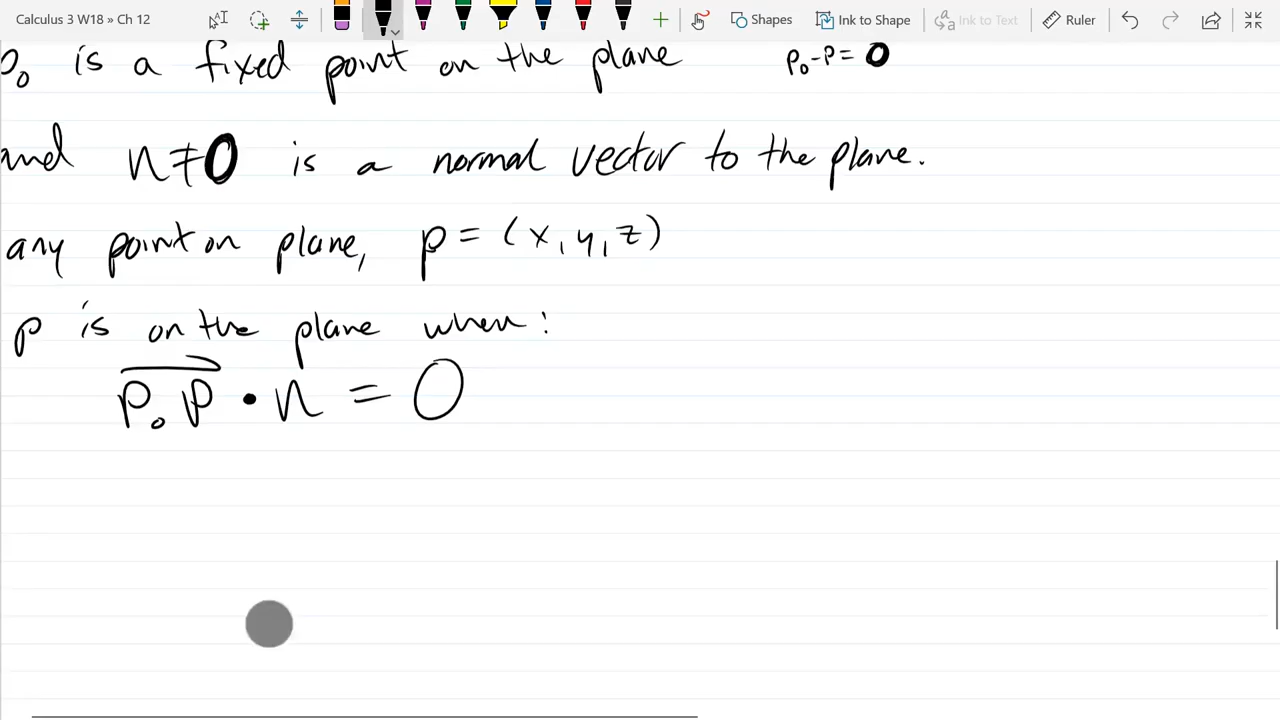 Calculus 3 W18 » Ch 12
Shapes
Ink to Shape
Ink to Text
Ruler
P₀ is a fixed point on the plane
P₀-P = 0
and n≠0 is a normal vector to the plane.
any point on plane, p = (x, y, z)
p is on the plane when:
P₀P • n = 0